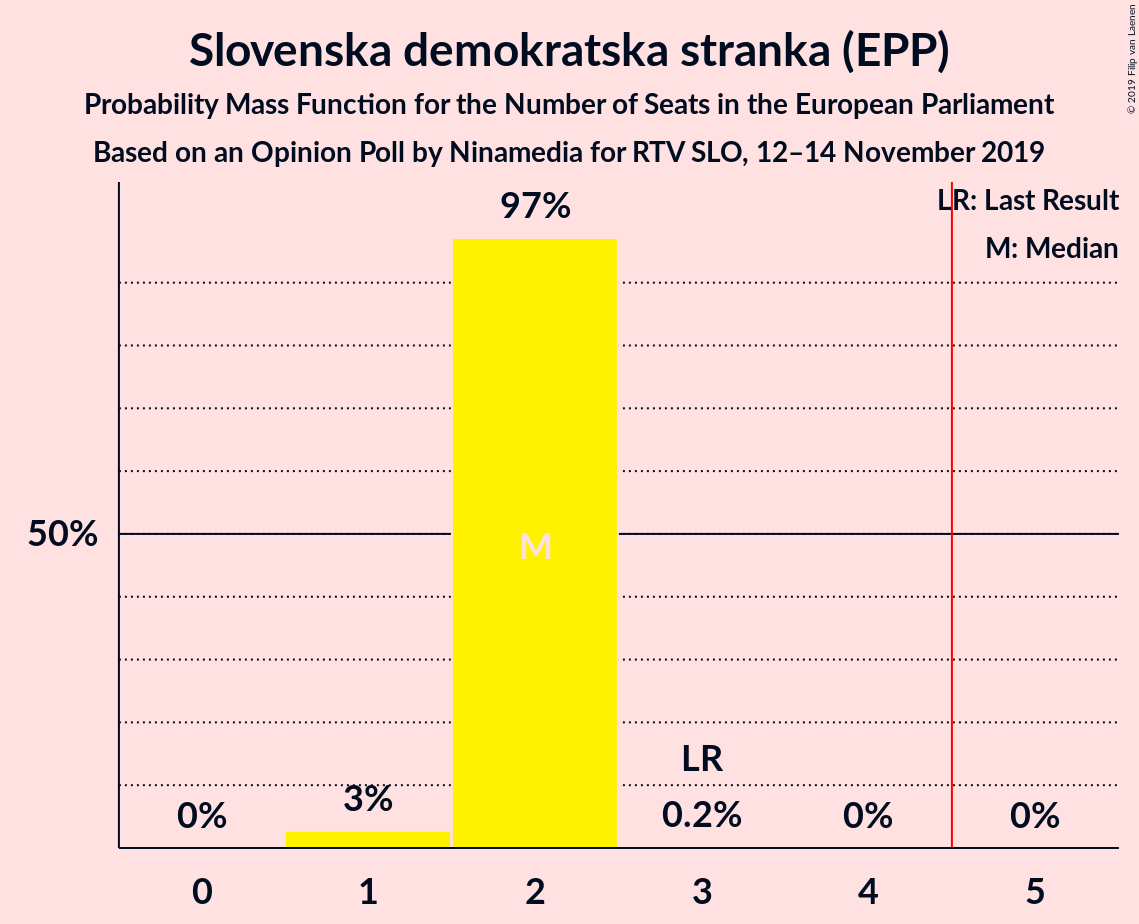 Slovenska demokratska stranka (EPP)
Probability Mass Function for the Number of Seats in the European Parliament
Based on an Opinion Poll by Ninamedia for RTV SLO, 12–14 November 2019
© 2019 Filip van Laenen
LR: Last Result
M: Median
97%
50%
M
LR
0%
3%
0.2%
0%
0%
0 1 2 3 4 5